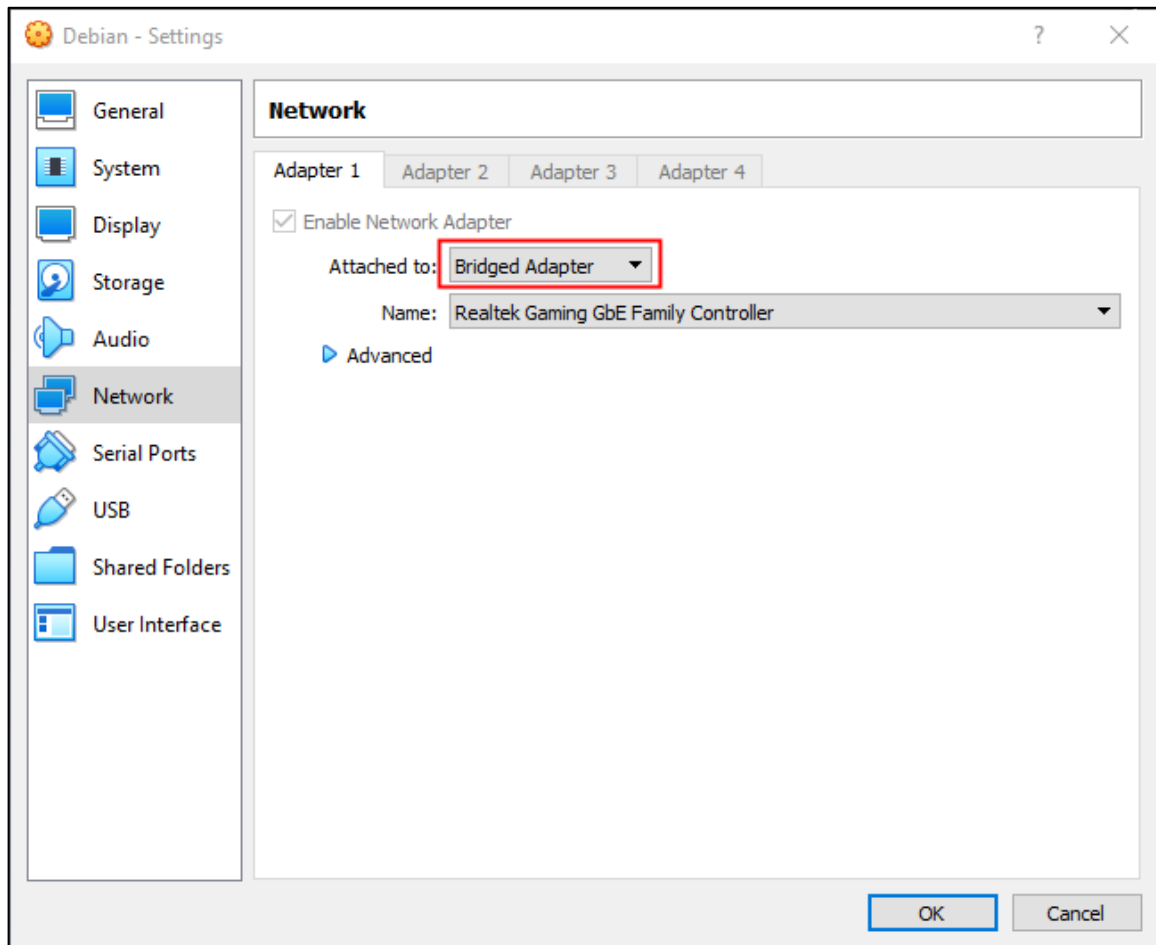 Debian - Settings
?
General
System
Display
Storage
Audio
Network
Serial Ports
USB
Shared Folders
User Interface
Network
Adapter 1 Adapter 2 Adapter 3 Adapter 4
Enable Network Adapter
Attached to: Bridged Adapter
Name: Realtek Gaming GbE Family Controller
Advanced
OK Cancel